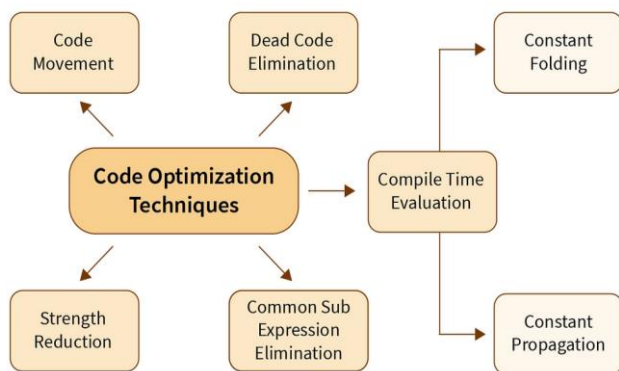 Code
Movement
Dead Code
Elimination
Constant
Folding
Code Optimization
Techniques
Compile Time
Evaluation
Strength
Reduction
Common Sub
Expression
Elimination
Constant
Propagation